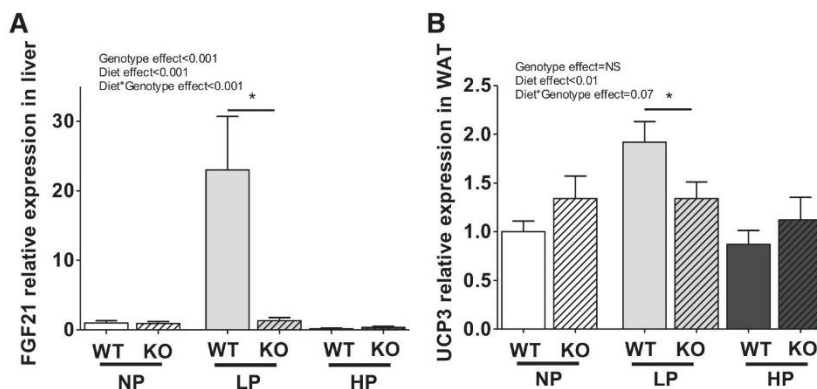 A
FGF21 relative expression in liver
Genotype effect<0.001
Diet effect<0.001
Diet*Genotype effect<0.001
30
20
10
0
*
WT KO WT KO WT KO
NP LP HP
B
UCP3 relative expression in WAT
Genotype effect=NS
Diet effect<0.01
Diet*Genotype effect=0.07
2.5
2.0
1.5
1.0
0.5
0.0
*
WT KO WT KO WT KO
NP LP HP